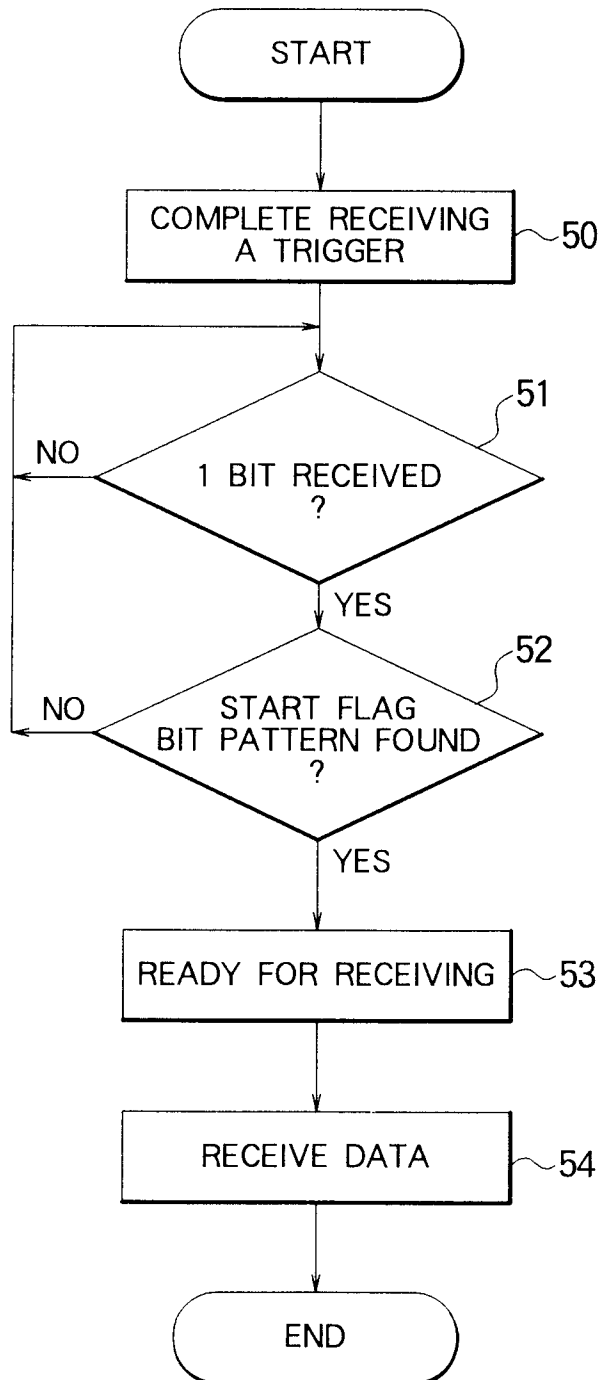 START
COMPLETE RECEIVING
A TRIGGER
50
51
NO
1 BIT RECEIVED
?
YES
52
NO
START FLAG
BIT PATTERN FOUND
?
YES
READY FOR RECEIVING
53
RECEIVE DATA
54
END